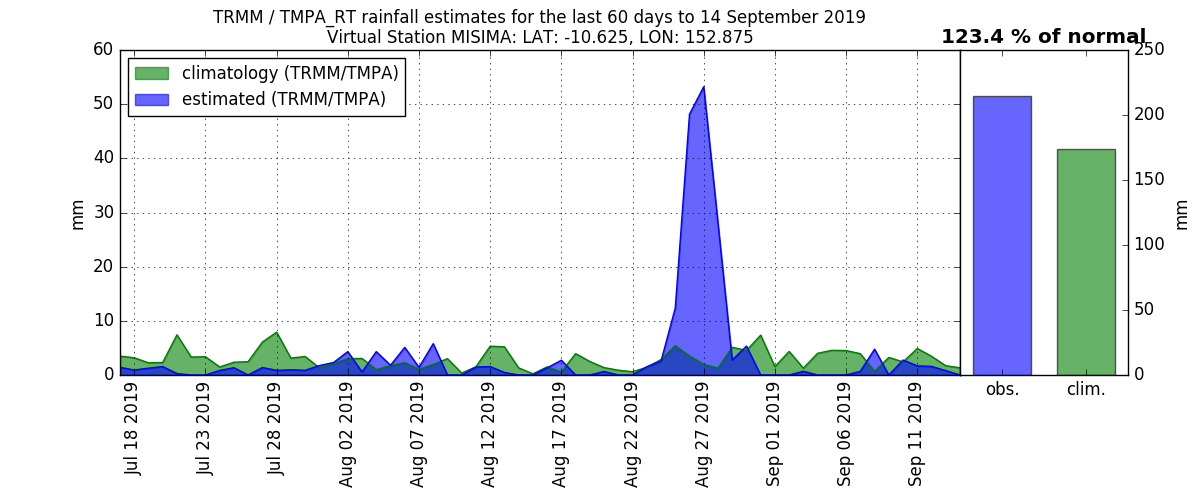 TRMM / TMPA_RT rainfall estimates for the last 60 days to 14 September 2019
Virtual Station MISIMA: LAT: -10.625, LON: 152.875
123.4 % of normal
climatology (TRMM/TMPA)
estimated (TRMM/TMPA)
60
50
40
30
20
10
0
mm
250
200
150
100
50
0
mm
Jul 18 2019
Jul 23 2019
Jul 28 2019
Aug 02 2019
Aug 07 2019
Aug 12 2019
Aug 17 2019
Aug 22 2019
Aug 27 2019
Sep 01 2019
Sep 06 2019
Sep 11 2019
obs.
clim.